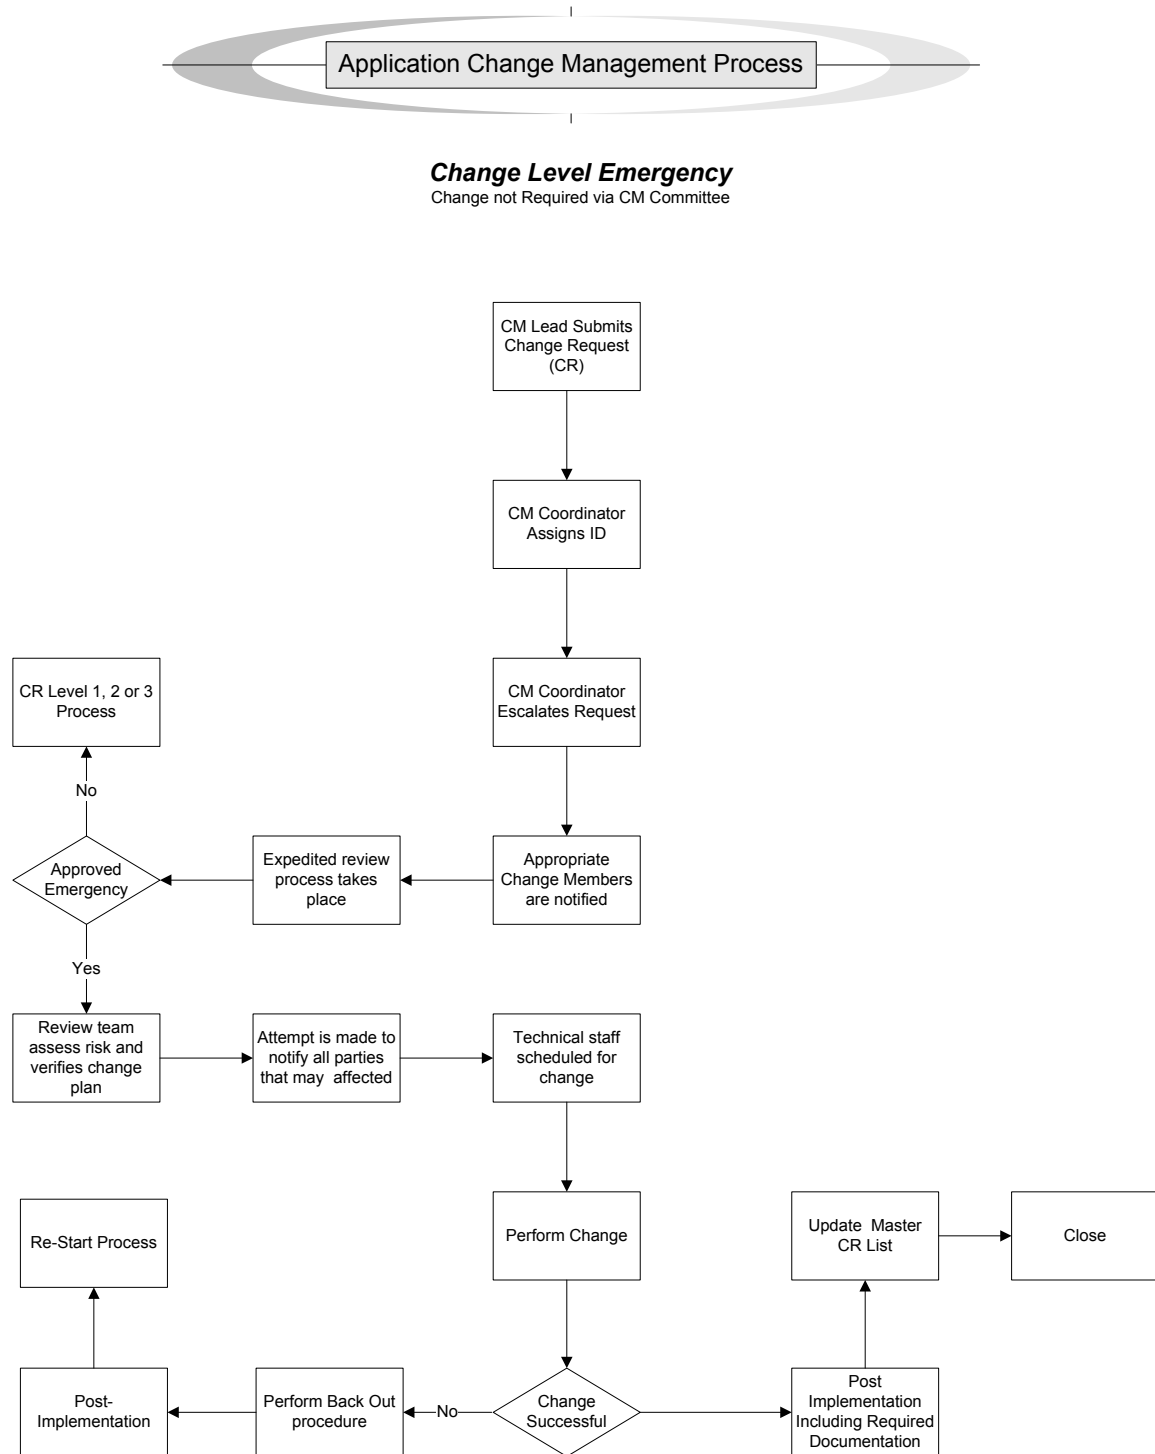 Application Change Management Process
Change Level Emergency
Change not Required via CM Committee
CM Lead Submits
Change Request
(CR)
CM Coordinator
Assigns ID
CR Level 1, 2 or 3
Process
CM Coordinator
Escalates Request
No
Approved
Emergency
Expedited review
process takes
place
Appropriate
Change Members
are notified
Yes
Review team
assess risk and
verifies change
plan
Attempt is made to
notify all parties
that may  affected
Technical staff
scheduled for
change
Re-Start Process
Perform Change
Update  Master
CR List
Close
Post-
Implementation
Perform Back Out
procedure
No
Change
Successful
Post
Implementation
Including Required
Documentation